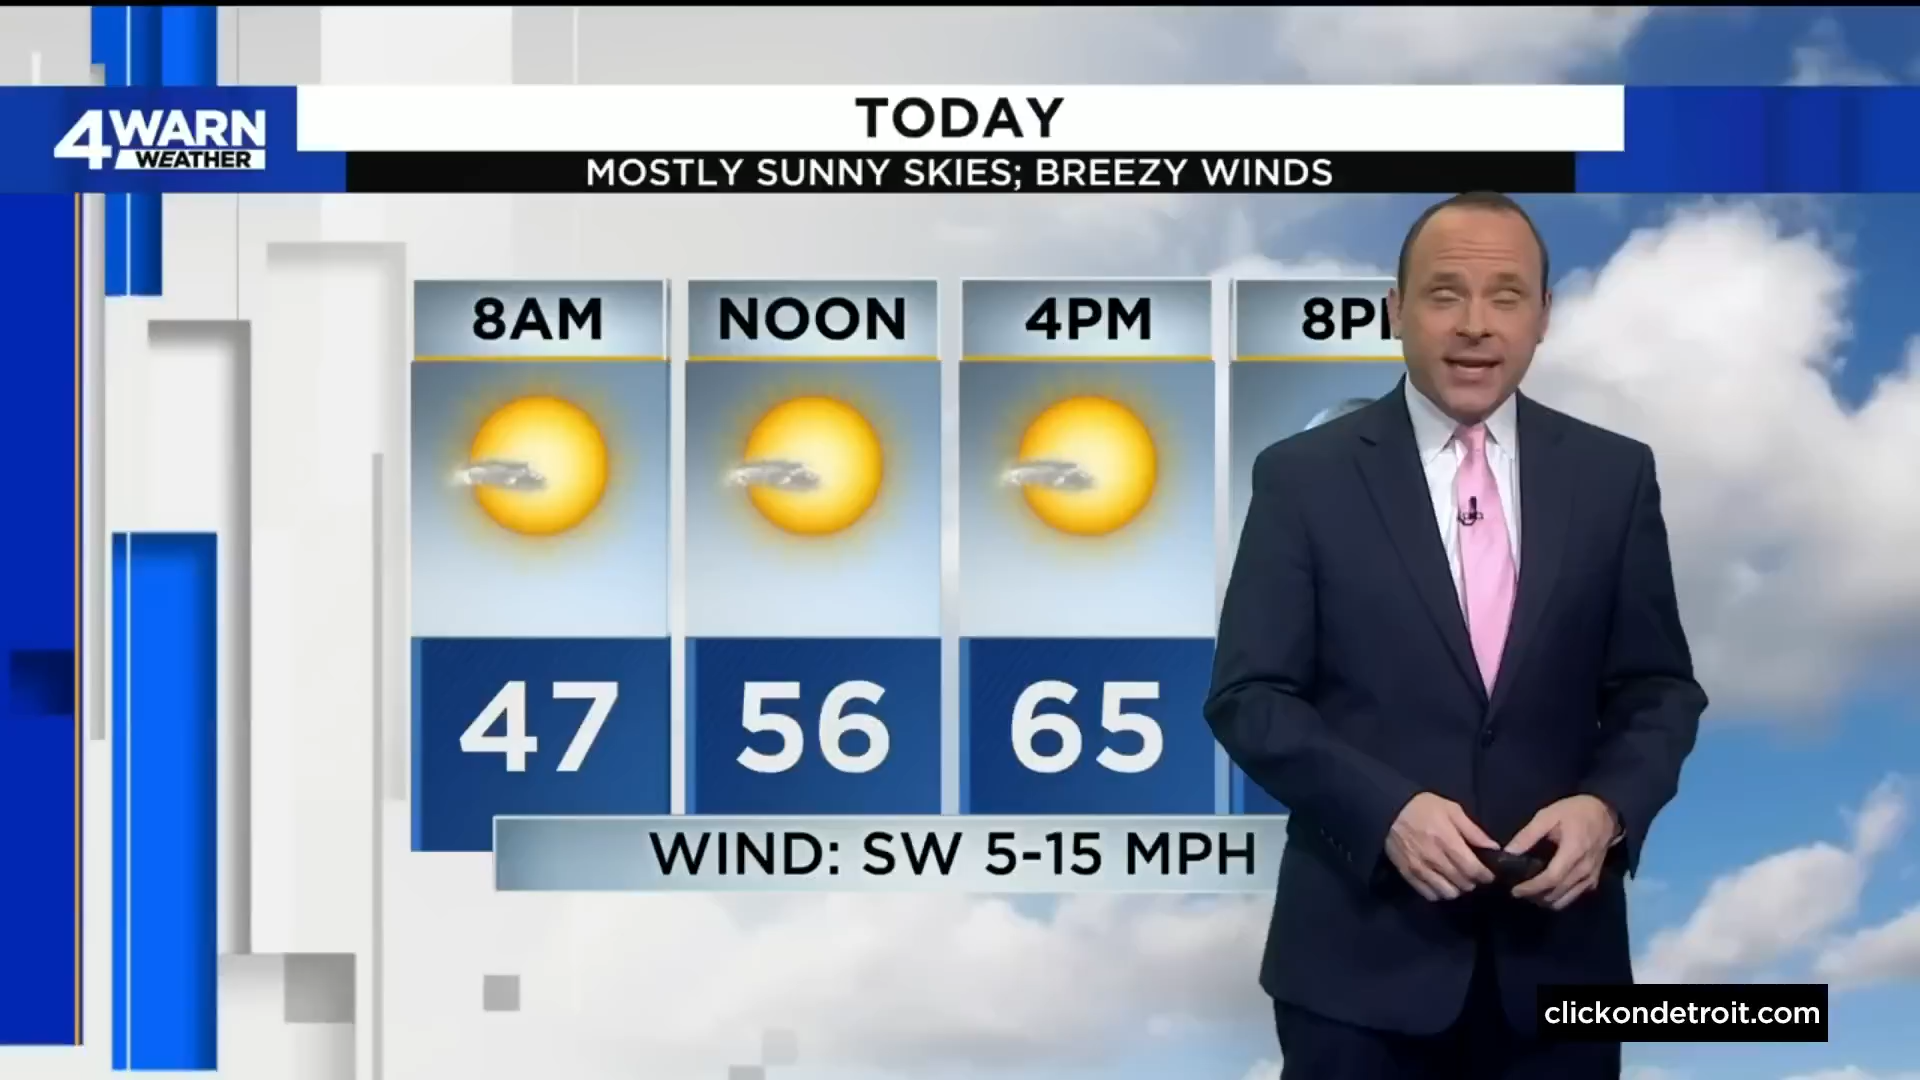 TODAY
4WARN
WEATHER
MOSTLY SUNNY SKIES; BREEZY WINDS
8AM
NOON
4PM
47
56
65
WIND: SW 5-15 MPH
clickondetroit.com